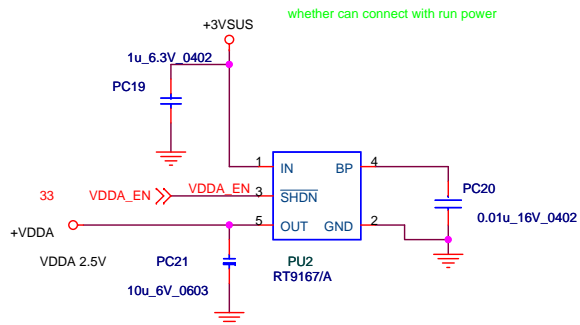 whether can connect with run power
+3VSUS
1u_6.3V_0402
PC19
1 IN BP 4
33 VDDA_EN VDDA_EN 3 SHDN
PC20
0.01u_16V_0402
+VDDA 5 OUT GND 2
VDDA 2.5V
PC21
10u_6V_0603
PU2
RT9167/A